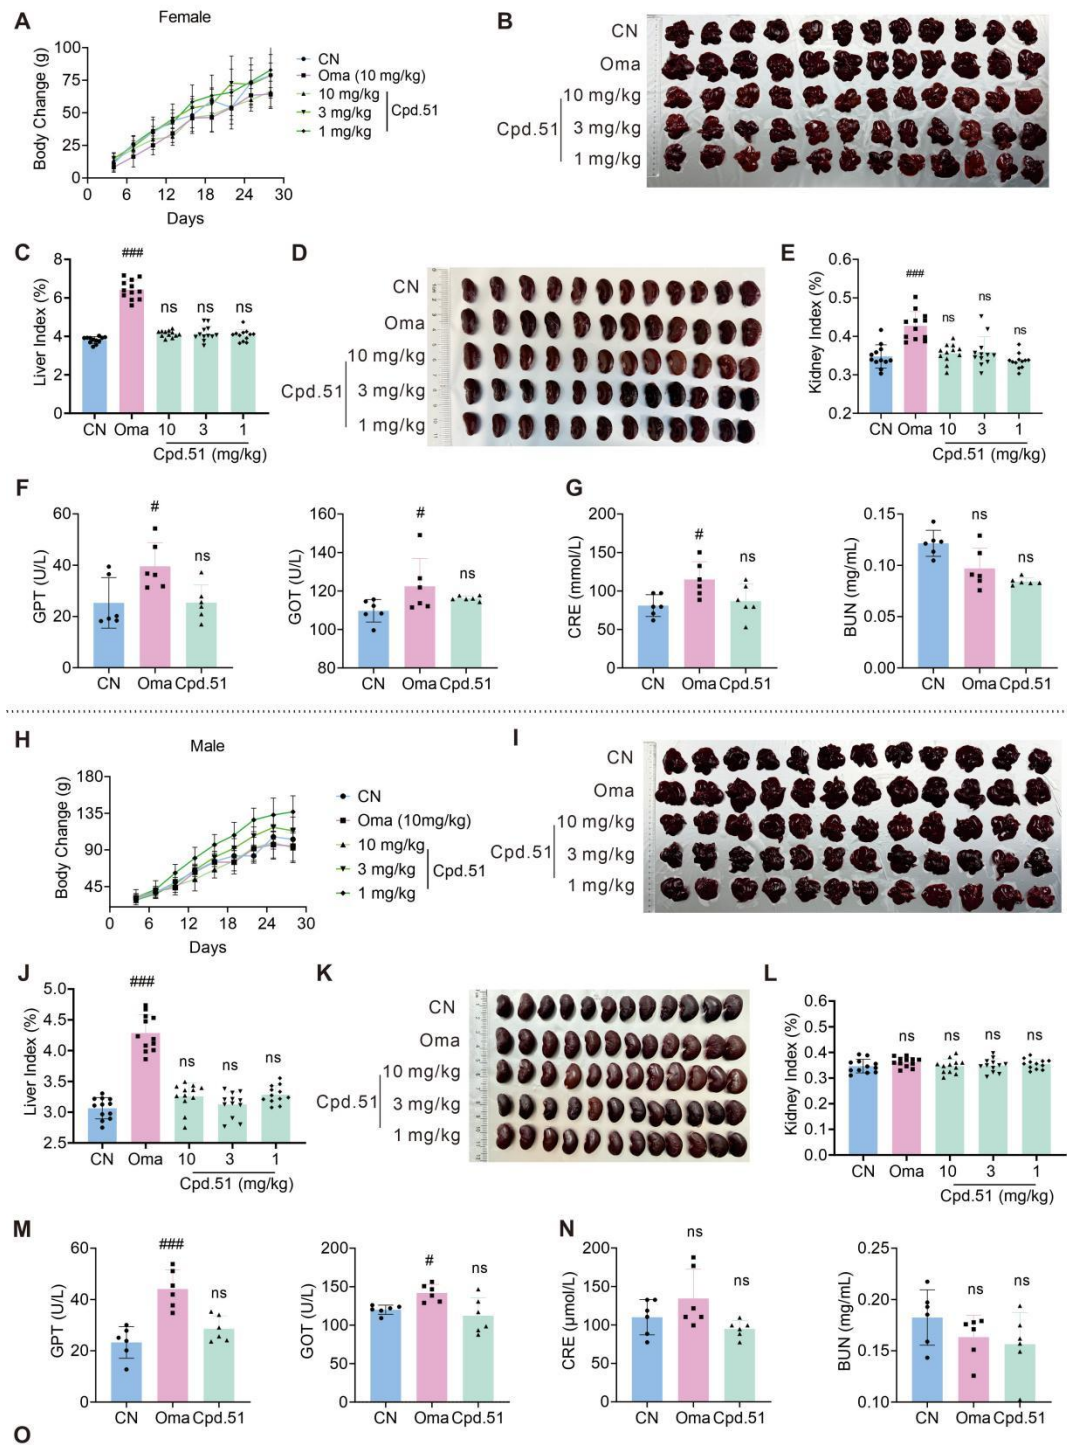 A
Female
Body Change (g)
100
75
50
25
0
0 6 12 18 24 30
Days
CN
Oma (10 mg/kg)
10 mg/kg
3 mg/kg
1 mg/kg
Cpd.51
B
CN
Oma
10 mg/kg
Cpd.51
3 mg/kg
1 mg/kg
C
Liver Index (%)
8
6
4
2
0
###
ns ns ns
CN Oma 10 3 1
Cpd.51 (mg/kg)
D
CN
Oma
10 mg/kg
Cpd.51
3 mg/kg
1 mg/kg
E
Kidney Index (%)
0.6
0.5
0.4
0.3
0.2
###
ns
ns
ns
CN Oma 10 3 1
Cpd.51 (mg/kg)
F
GPT (U/L)
60
40
20
0
#
ns
CN Oma Cpd.51
GOT (U/L)
160
140
120
100
80
#
ns
CN Oma Cpd.51
G
CRE (mmol/L)
200
150
100
50
0
#
ns
CN Oma Cpd.51
BUN (mg/mL)
0.15
0.10
0.05
0.00
ns
ns
CN Oma Cpd.51
H
Male
Body Change (g)
180
135
90
45
0 6 12 18 24 30
Days
CN
Oma (10mg/kg)
10 mg/kg
3 mg/kg
1 mg/kg
Cpd.51
I
CN
Oma
10 mg/kg
Cpd.51
3 mg/kg
1 mg/kg
J
Liver Index (%)
5.0
4.5
4.0
3.5
3.0
2.5
###
ns ns ns
CN Oma 10 3 1
Cpd.51 (mg/kg)
K
CN
Oma
10 mg/kg
Cpd.51
3 mg/kg
1 mg/kg
L
Kidney Index (%)
0.6
0.5
0.4
0.3
0.2
0.1
0.0
ns ns ns ns
CN Oma 10 3 1
Cpd.51 (mg/kg)
M
GPT (U/L)
60
40
20
0
###
ns
CN Oma Cpd.51
GOT (U/L)
200
150
100
50
0
#
ns
CN Oma Cpd.51
N
CRE (μmol/L)
200
150
100
50
0
ns
ns
CN Oma Cpd.51
BUN (mg/mL)
0.25
0.20
0.15
0.10
ns ns
CN Oma Cpd.51
O